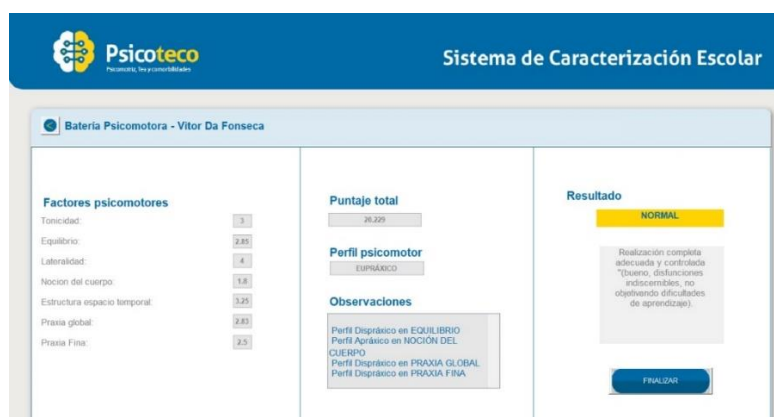 Psicoteco
Psicomotriz, Tea y comorbilidades
Sistema de Caracterización Escolar
Batería Psicomotora - Vitor Da Fonseca
Factores psicomotores
Tonicidad: 3
Equilibrio: 2.85
Lateralidad: 4
Nocion del cuerpo: 1.8
Estructura espacio temporal: 3.25
Praxia global: 2.83
Praxia Fina: 2.5
Puntaje total
20.229
Perfil psicomotor
EUPRÁXICO
Observaciones
Perfil Dispráxico en EQUILIBRIO
Perfil Apráxico en NOCIÓN DEL
CUERPO
Perfil Dispráxico en PRAXIA GLOBAL
Perfil Dispráxico en PRAXIA FINA
Resultado
NORMAL
Realización completa
adecuada y controlada
"(bueno, disfunciones
indiscernibles, no
objetivando dificultades
de aprendizaje).
FINALIZAR